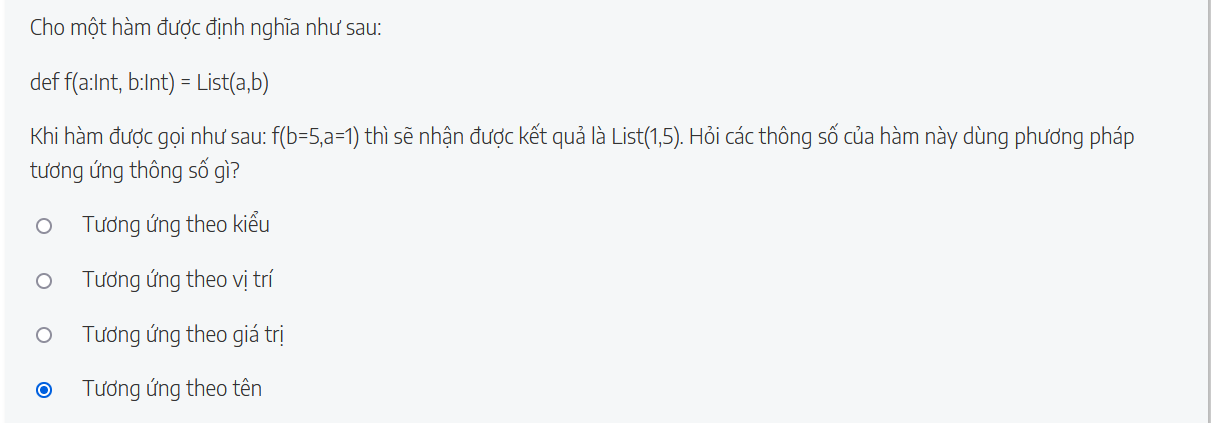 Cho một hàm được định nghĩa như sau:
def f(a:Int, b:Int) = List(a,b)
Khi hàm được gọi như sau: f(b=5,a=1) thì sẽ nhận được kết quả là List(1,5). Hỏi các thông số của hàm này dùng phương pháp
tương ứng thông số gì?
Tương ứng theo kiểu
Tương ứng theo vị trí
Tương ứng theo giá trị
Tương ứng theo tên